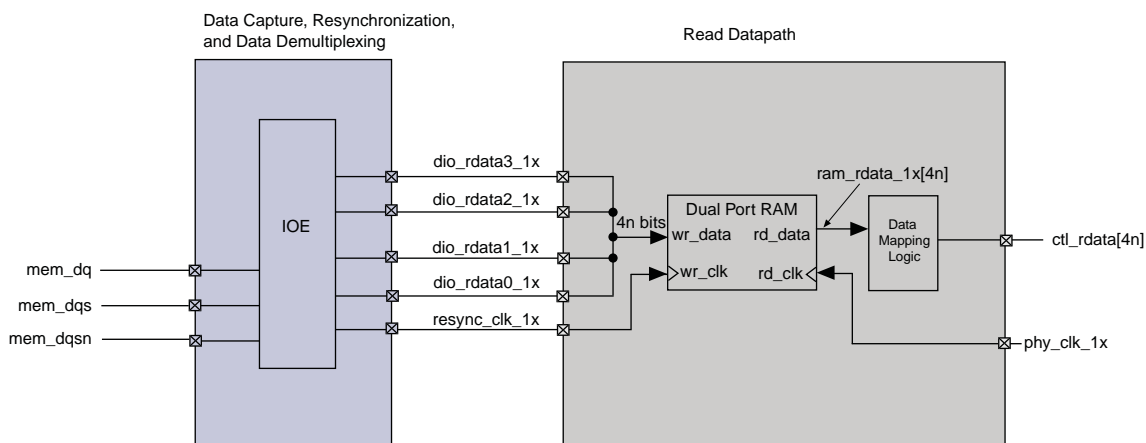 Data Capture, Resynchronization,
and Data Demultiplexing
Read Datapath
IOE
mem_dq
mem_dqs
mem_dqsn
dio_rdata3_1x
dio_rdata2_1x
dio_rdata1_1x
dio_rdata0_1x
resync_clk_1x
4n bits
ram_rdata_1x[4n]
Dual Port RAM
wr_data rd_data
wr_clk rd_clk
Data
Mapping
Logic
ctl_rdata[4n]
phy_clk_1x